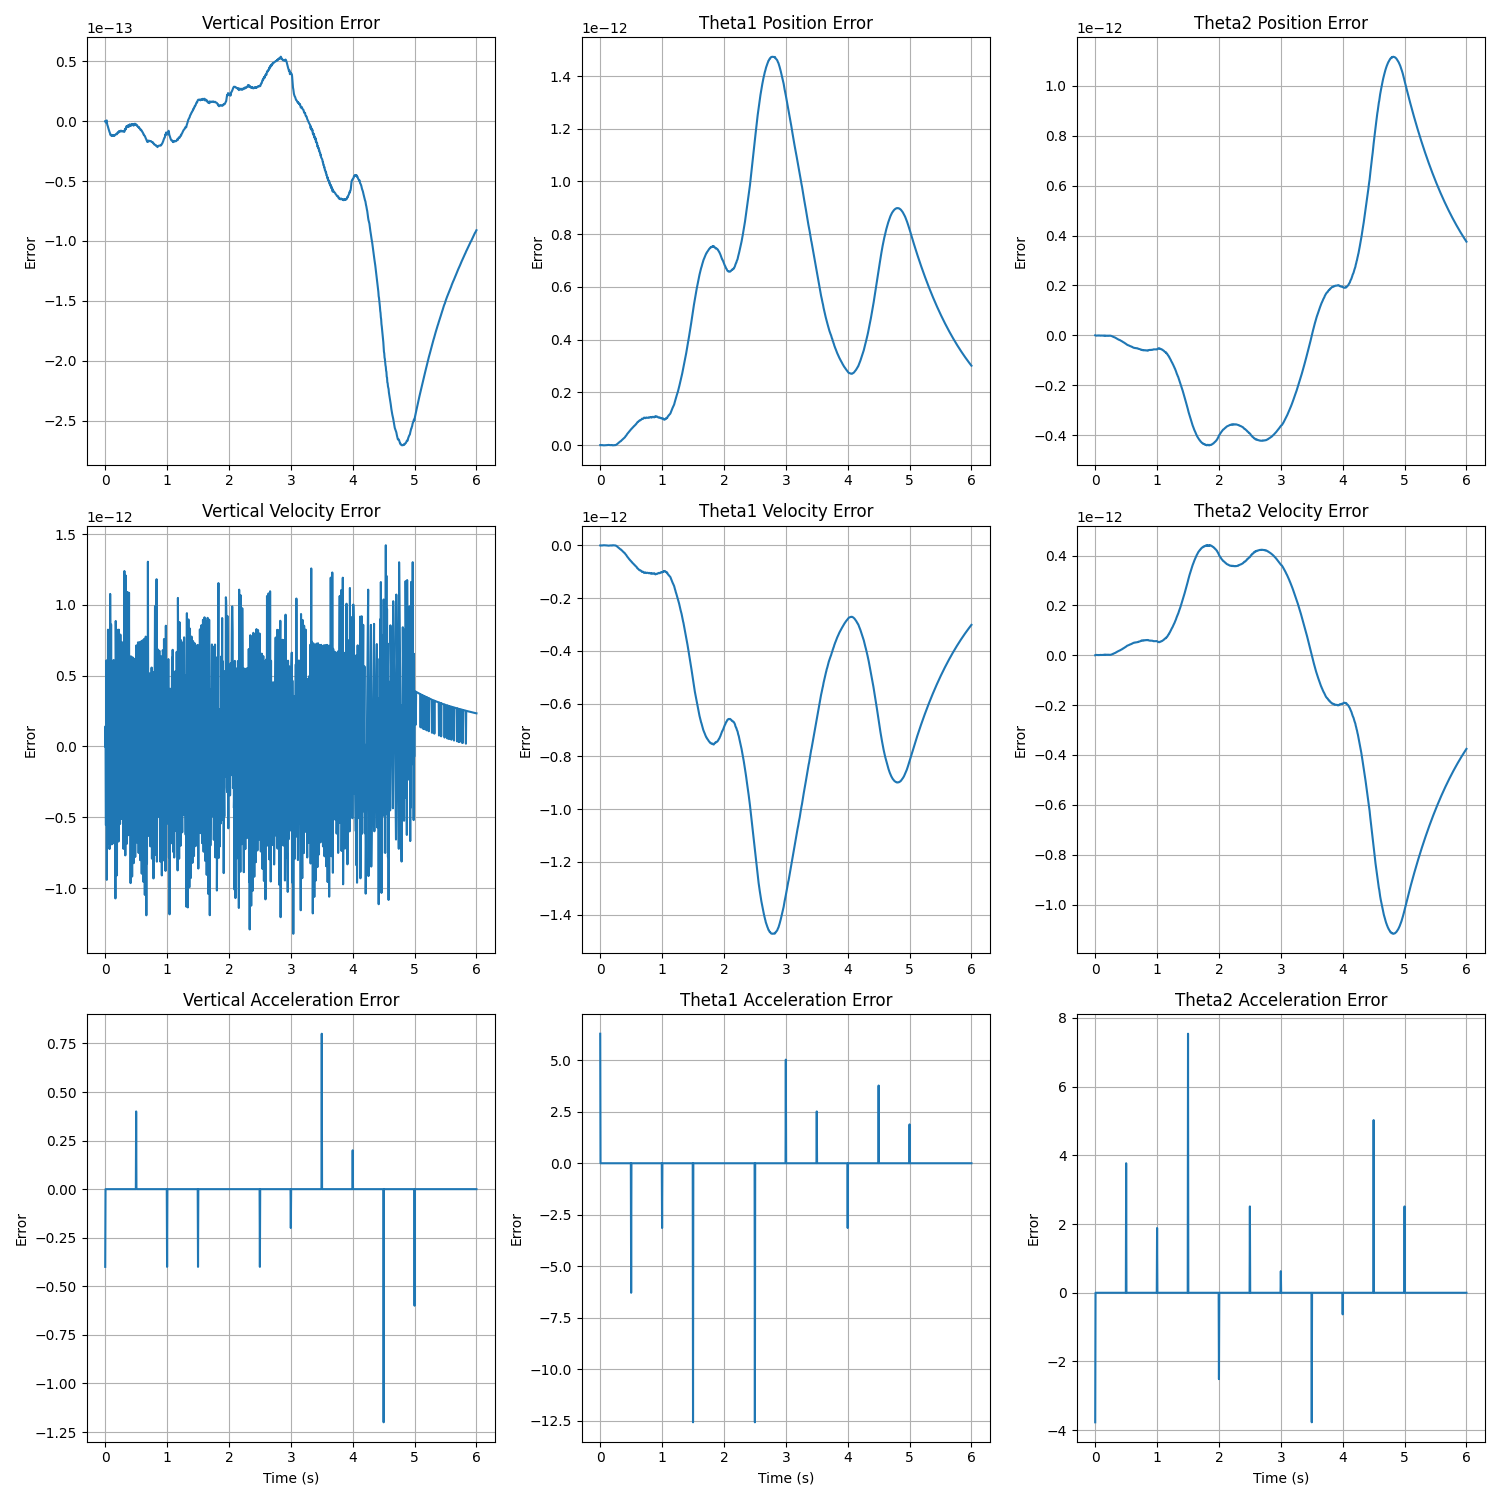 Vertical Position Error
Theta1 Position Error
Theta2 Position Error
1e−13
1e−12
1e−12
0.5
0.0
−0.5
−1.0
−1.5
−2.0
−2.5
Error
0 1 2 3 4 5 6
1.4
1.2
1.0
0.8
0.6
0.4
0.2
0.0
Error
0 1 2 3 4 5 6
1.0
0.8
0.6
0.4
0.2
0.0
−0.2
−0.4
Error
0 1 2 3 4 5 6
Vertical Velocity Error
Theta1 Velocity Error
Theta2 Velocity Error
1e−12
1e−12
1e−12
1.5
1.0
0.5
0.0
−0.5
−1.0
Error
0 1 2 3 4 5 6
0.0
−0.2
−0.4
−0.6
−0.8
−1.0
−1.2
−1.4
Error
0 1 2 3 4 5 6
0.4
0.2
0.0
−0.2
−0.4
−0.6
−0.8
−1.0
Error
0 1 2 3 4 5 6
Vertical Acceleration Error
Theta1 Acceleration Error
Theta2 Acceleration Error
0.75
0.50
0.25
0.00
−0.25
−0.50
−0.75
−1.00
−1.25
Error
0 1 2 3 4 5 6
Time (s)
5.0
2.5
0.0
−2.5
−5.0
−7.5
−10.0
−12.5
Error
0 1 2 3 4 5 6
Time (s)
8
6
4
2
0
−2
−4
Error
0 1 2 3 4 5 6
Time (s)